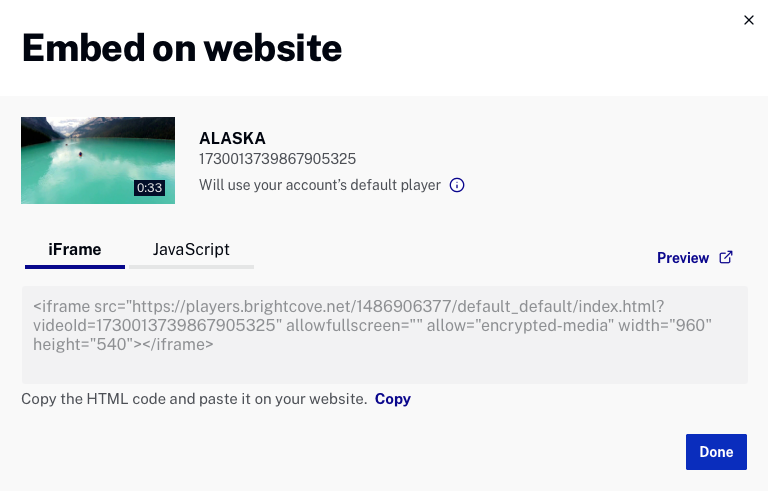 Embed on website
0:33
ALASKA
1730013739867905325
Will use your account’s default player
iFrame
JavaScript
Preview
<iframe src="https://players.brightcove.net/1486906377/default_default/index.html?
videoId=1730013739867905325" allowfullscreen="" allow="encrypted-media" width="960"
height="540"></iframe>
Copy the HTML code and paste it on your website. Copy
Done